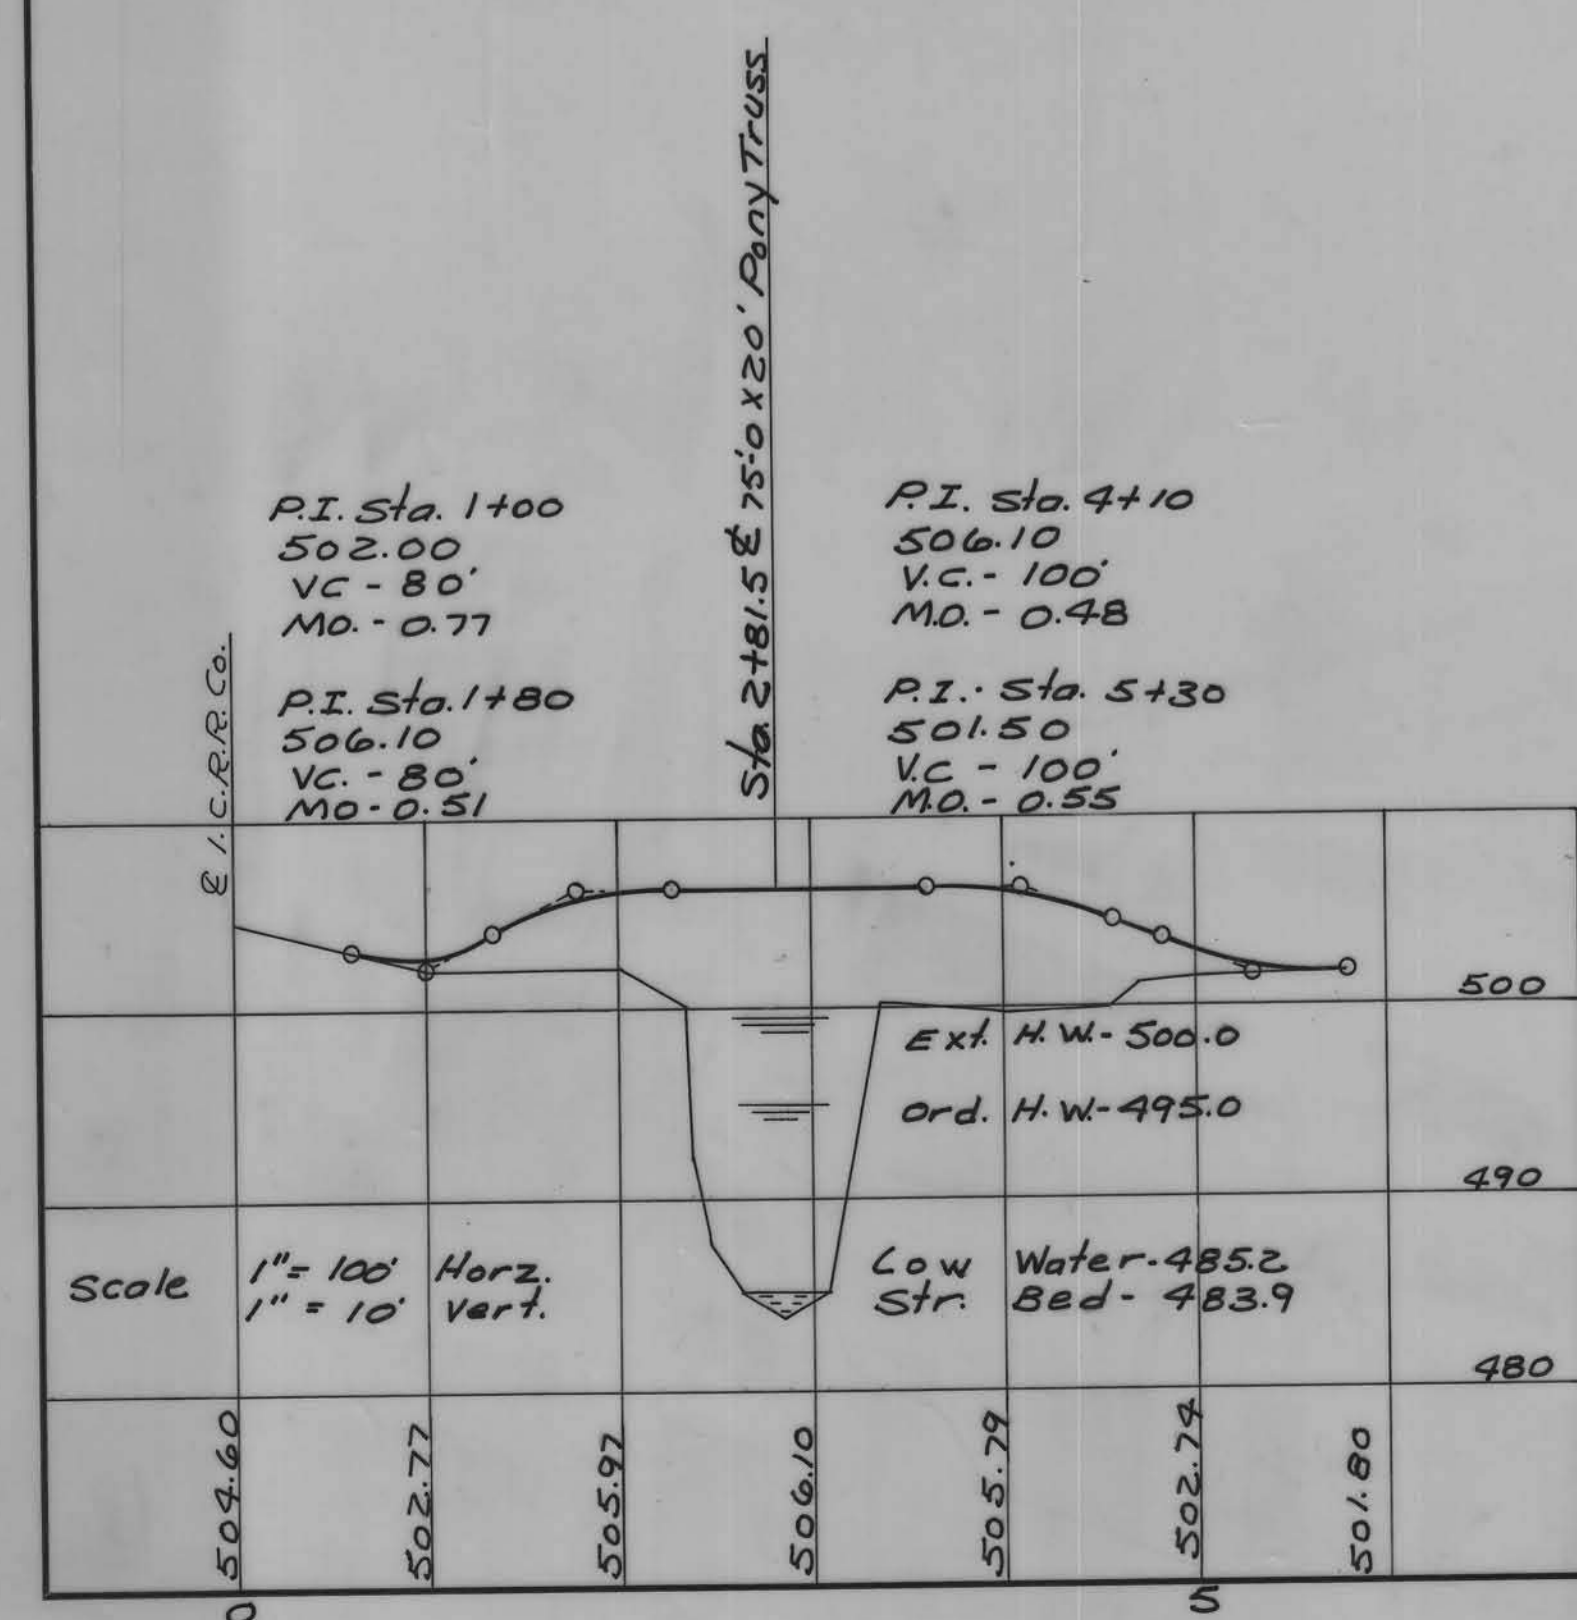 Sta. 2+81.5 ℄ 75'-0 x 20' Pony Truss
P.I. Sta. 1+00
502.00
VC - 80'
MO. - 0.77
P.I. Sta. 1+80
506.10
VC. - 80'
MO - 0.51
P.I. Sta. 4+10
506.10
V.C. - 100'
M.O. - 0.48
P.I. Sta. 5+30
501.50
V.C - 100'
M.O. - 0.55
℄ I.C.R.R. Co.
500
Ext. H.W. - 500.0
Ord. H.W. - 495.0
490
Scale 1" = 100' Horz.
1" = 10' Vert.
Low Water - 485.2
Str. Bed - 483.9
480
504.60
502.77
505.97
506.10
505.79
502.74
501.80
0
5